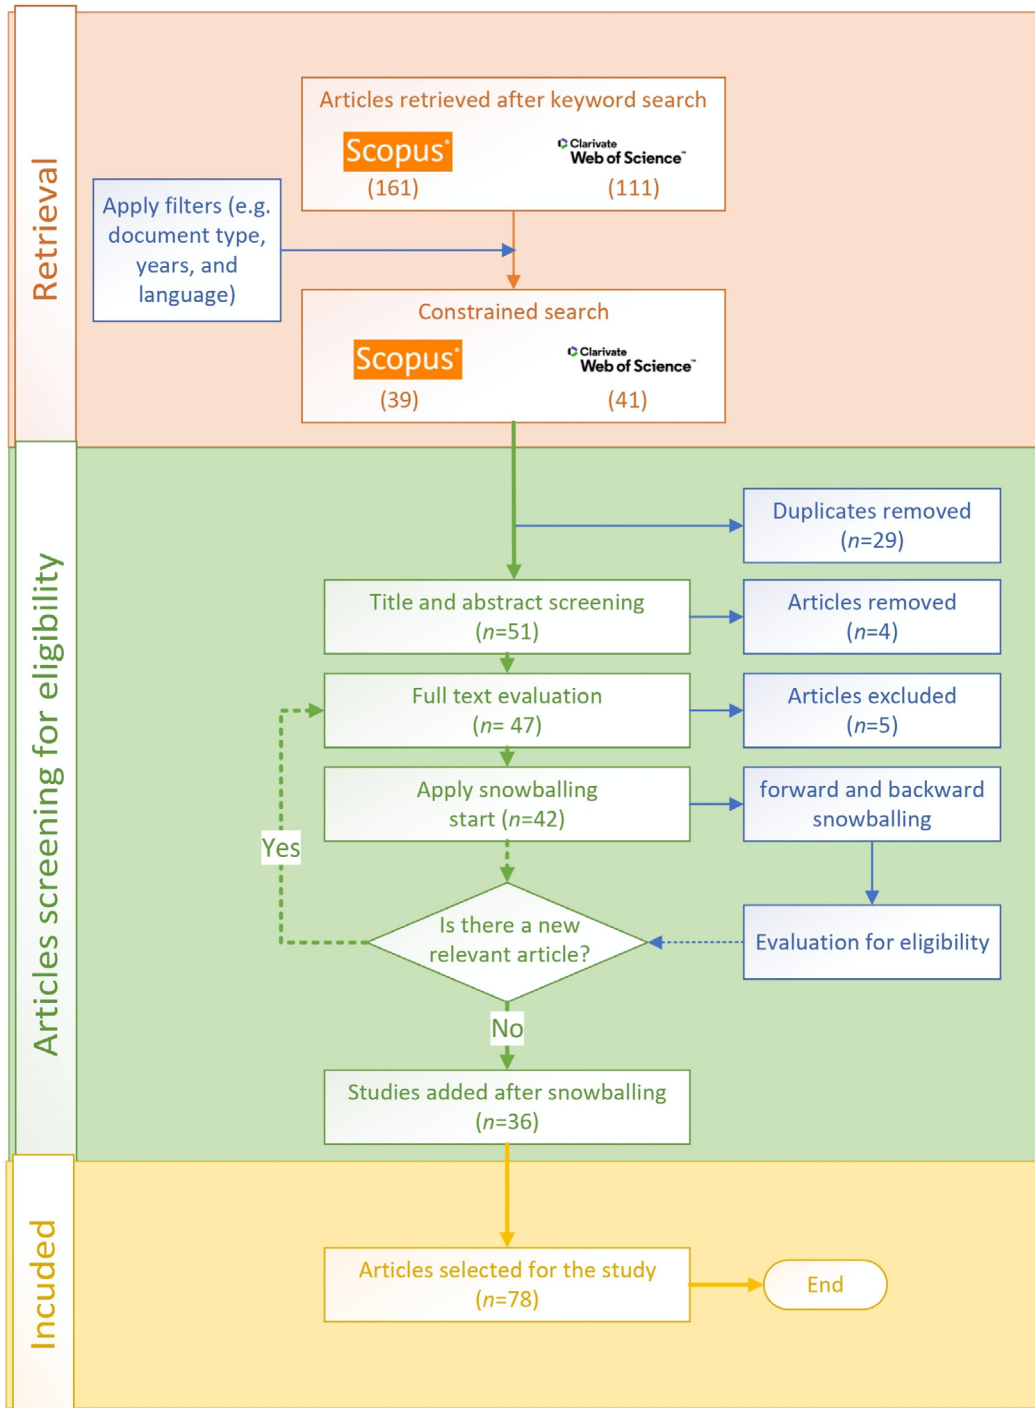 Retrieval
Articles retrieved after keyword search
Scopus®
Clarivate
Web of Science™
(161)
(111)
Apply filters (e.g.
document type,
years, and
language)
Constrained search
Scopus®
Clarivate
Web of Science™
(39)
(41)
Articles screening for eligibility
Duplicates removed
(n=29)
Title and abstract screening
(n=51)
Articles removed
(n=4)
Full text evaluation
(n= 47)
Articles excluded
(n=5)
Apply snowballing
start (n=42)
forward and backward
snowballing
Yes
Is there a new
relevant article?
Evaluation for eligibility
No
Studies added after snowballing
(n=36)
Incuded
Articles selected for the study
(n=78)
End